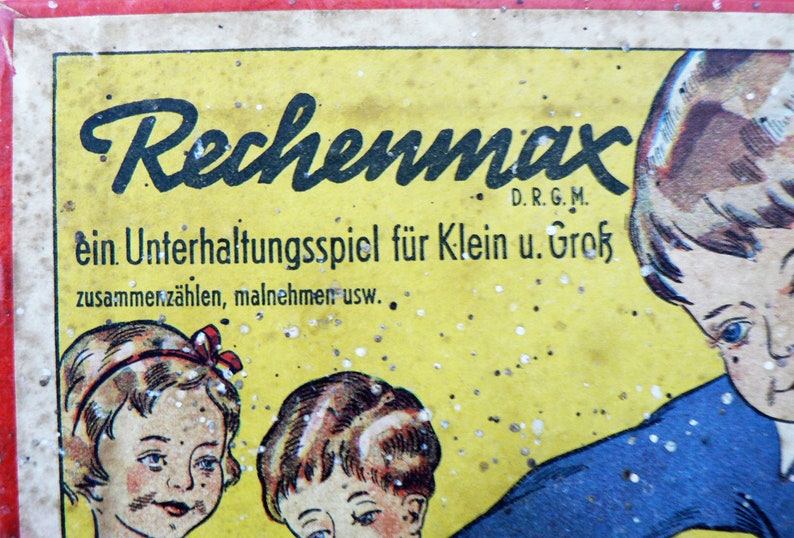 Rechenmax
D. R. G. M.
ein Unterhaltungsspiel für Klein u. Groß
zusammenzählen, malnehmen usw.